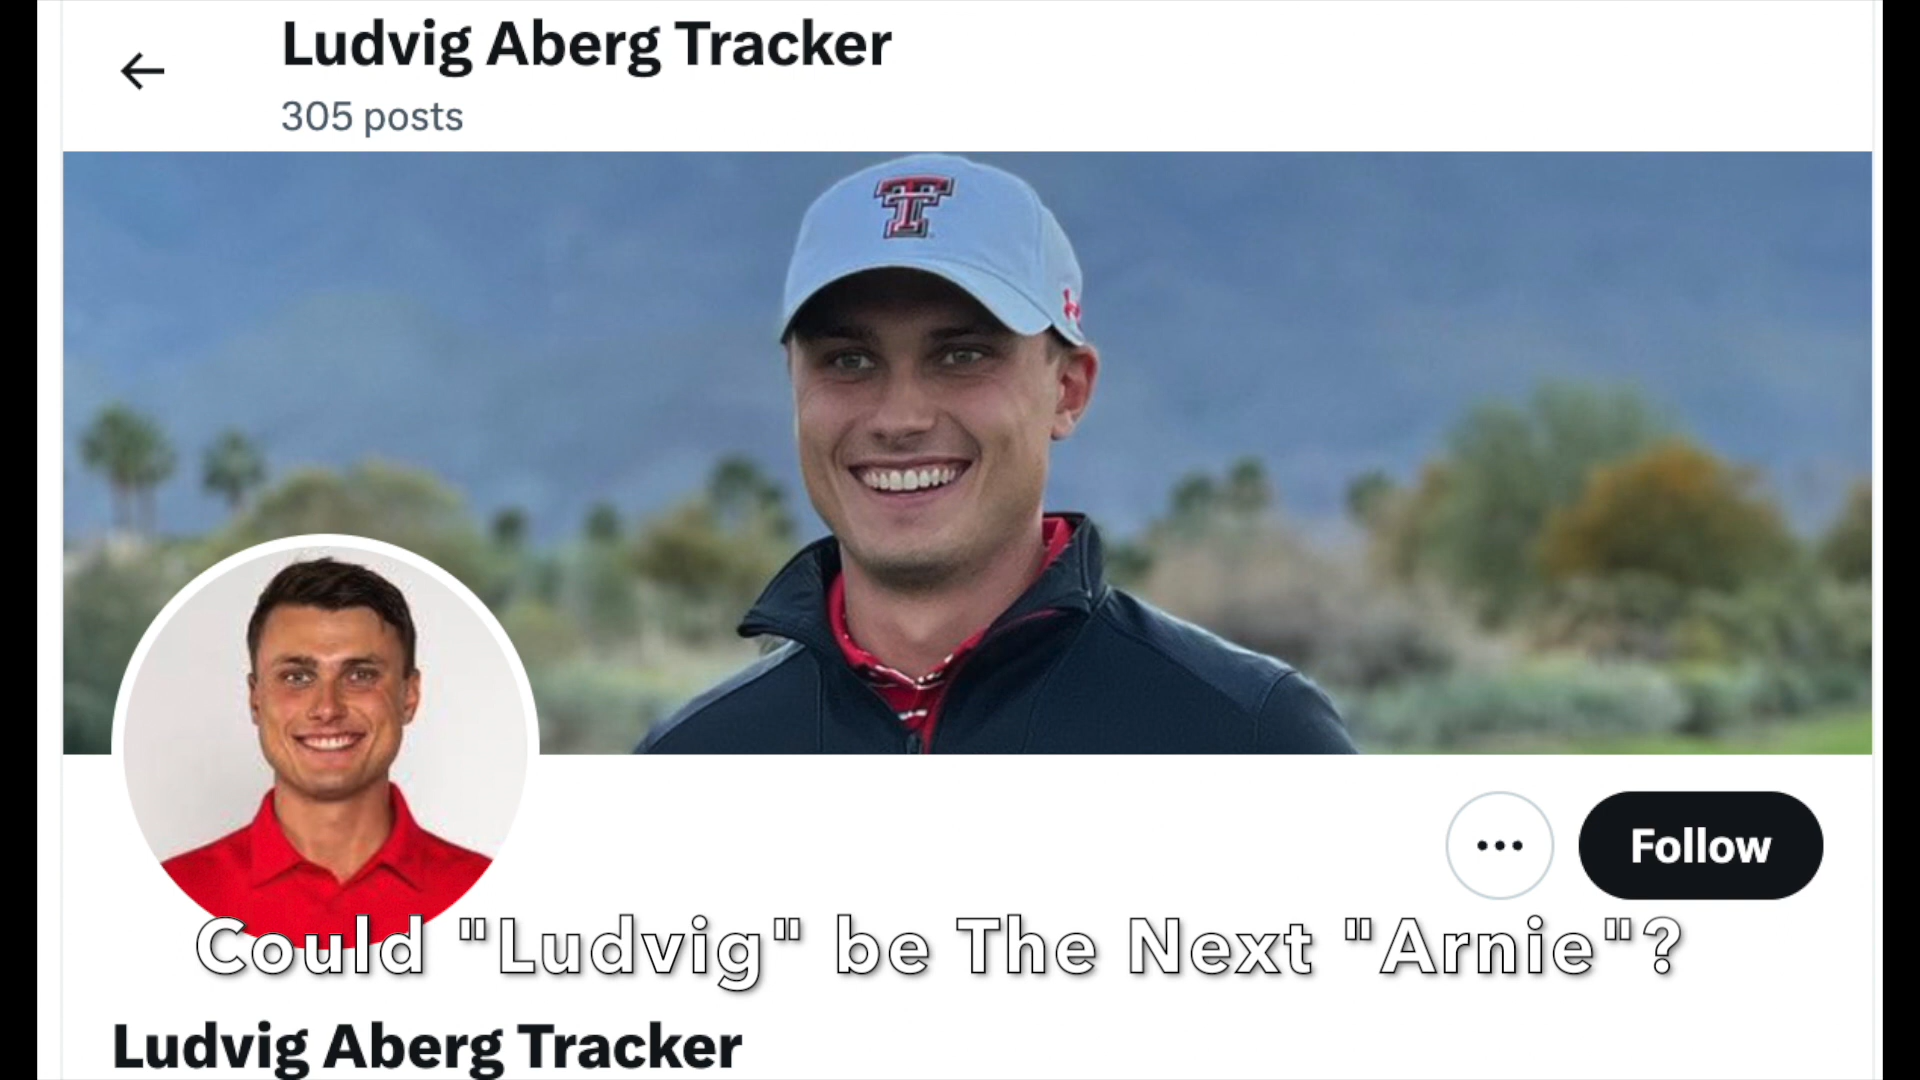 Ludvig Aberg Tracker
305 posts
T
Follow
Could "Ludvig" be The Next "Arnie"?
Ludvig Aberg Tracker